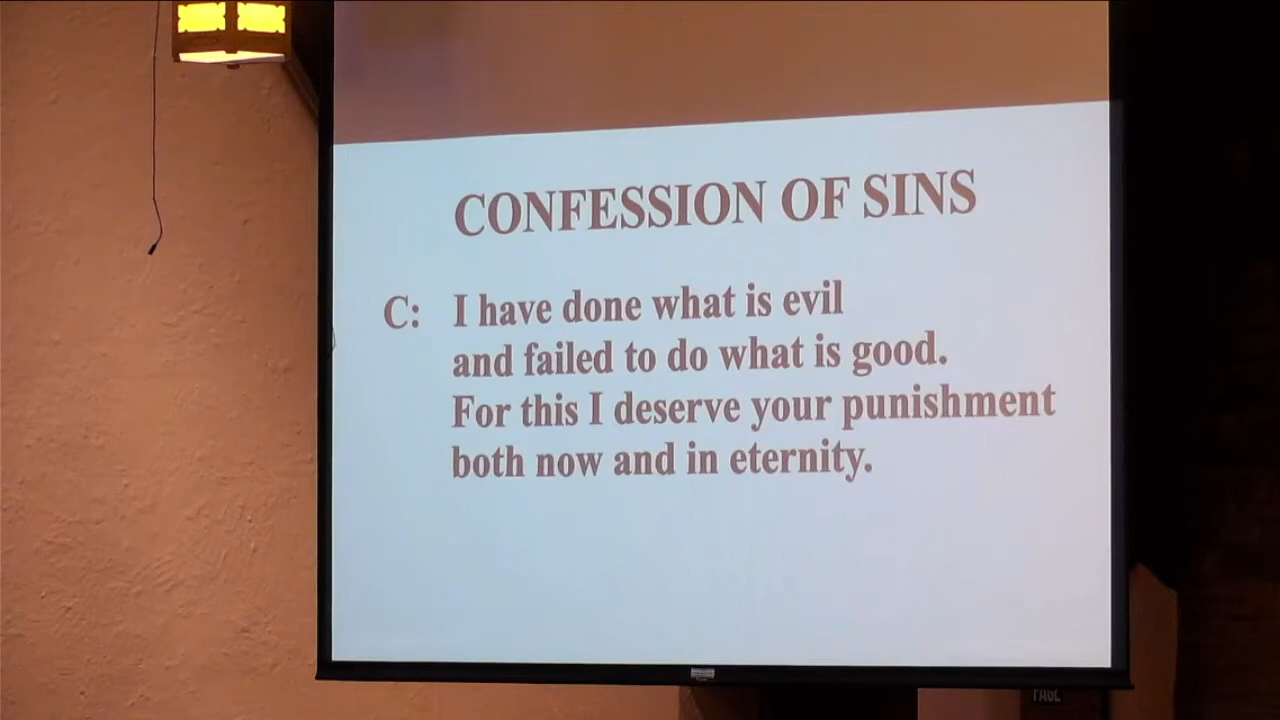 CONFESSION OF SINS
C: I have done what is evil
and failed to do what is good.
For this I deserve your punishment
both now and in eternity.
PAGE